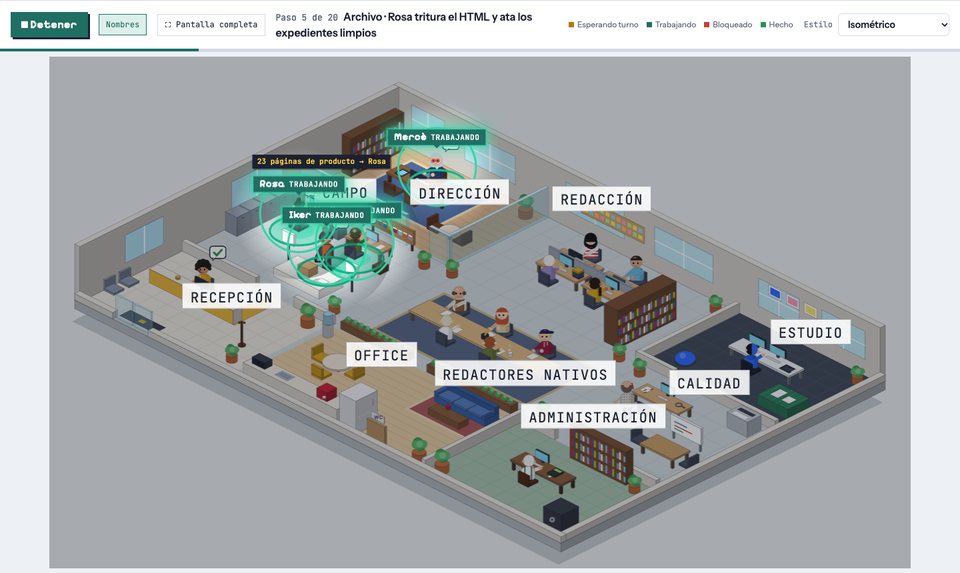 Detener
Nombres
Pantalla completa
Paso 5 de 20 Archivo · Rosa tritura el HTML y ata los
expedientes limpios
Esperando turno
Trabajando
Bloqueado
Hecho
Estilo
Isométrico
Mercè TRABAJANDO
23 páginas de producto → Rosa
Rosa TRABAJANDO
CAMPO
DIRECCIÓN
REDACCIÓN
Iker TRABAJANDO
JANDO
RECEPCIÓN
ESTUDIO
OFFICE
REDACTORES NATIVOS
CALIDAD
ADMINISTRACIÓN